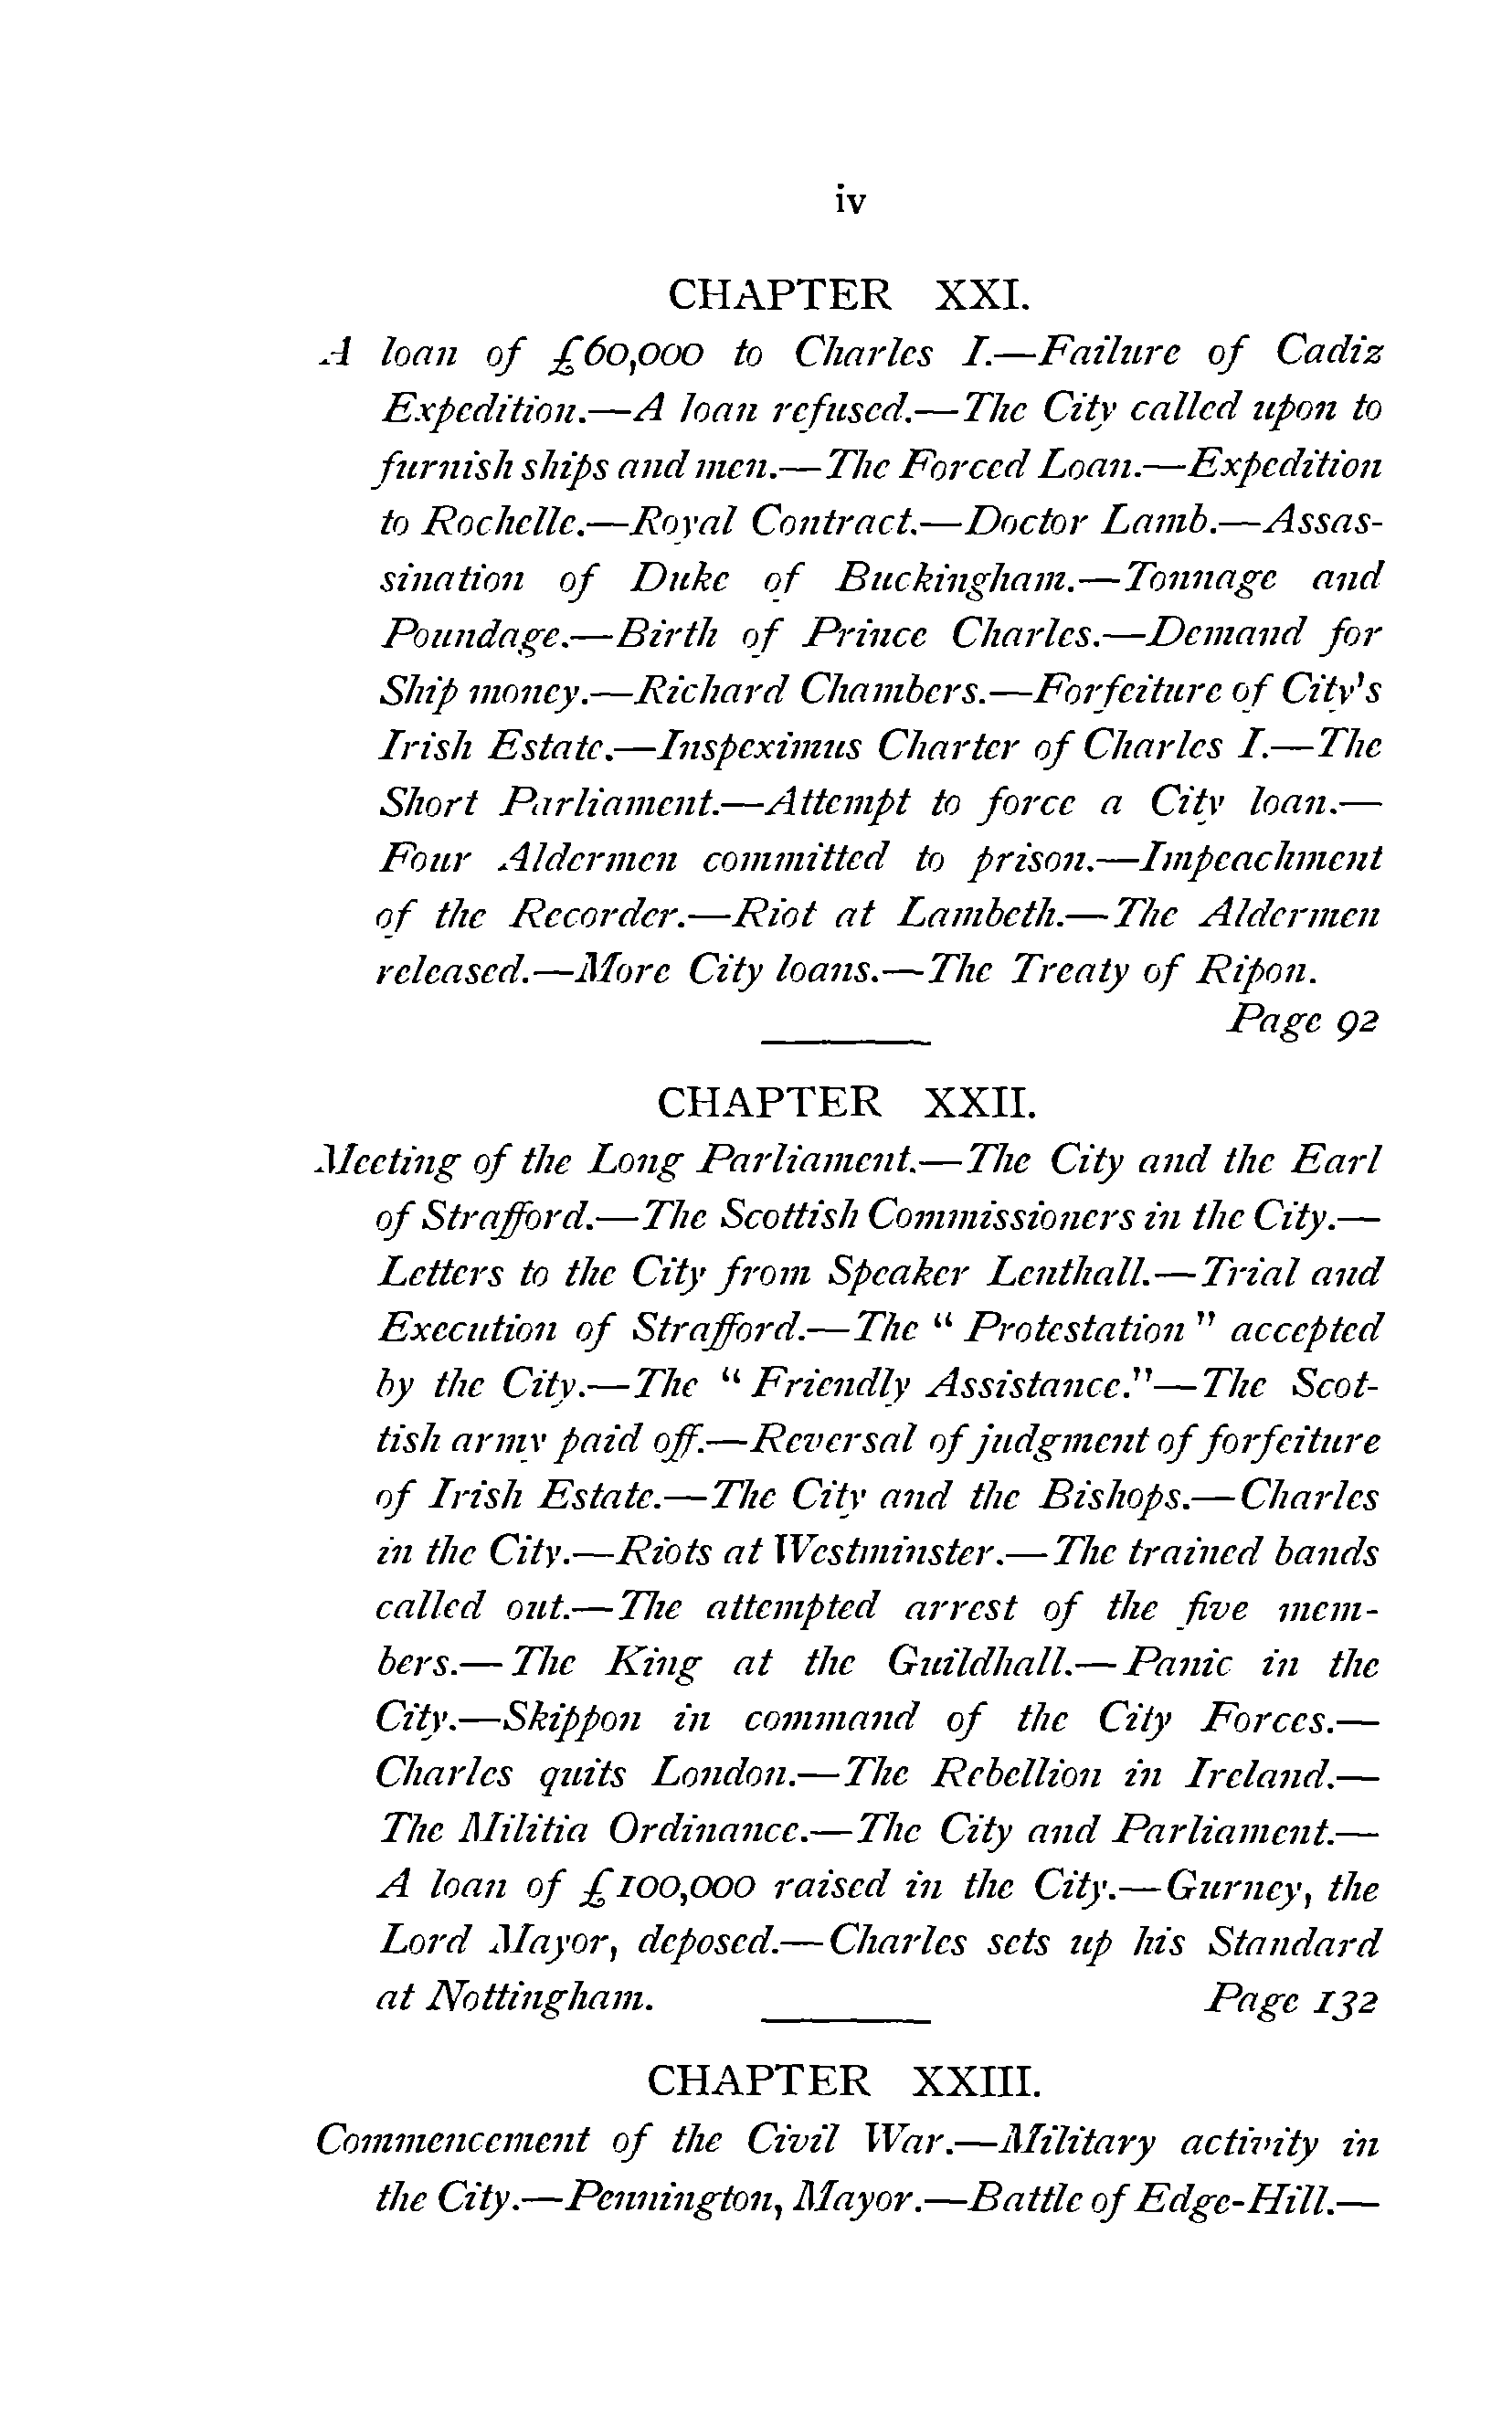 iv
CHAPTER XXI.
A loan of £60,000 to Charles I.—Failure of Cadiz
Expedition.—A loan refused.—The City called upon to
furnish ships and men.—The Forced Loan.—Expedition
to Rochelle.—Royal Contract.—Doctor Lamb.—Assas-
sination of Duke of Buckingham.—Tonnage and
Poundage.—Birth of Prince Charles.—Demand for
Ship money.—Richard Chambers.—Forfeiture of City's
Irish Estate.—Inspeximus Charter of Charles I.—The
Short Parliament.—Attempt to force a City loan.—
Four Aldermen committed to prison.—Impeachment
of the Recorder.—Riot at Lambeth.—The Aldermen
released.—More City loans.—The Treaty of Ripon.
Page 92
CHAPTER XXII.
Meeting of the Long Parliament.—The City and the Earl
of Strafford.—The Scottish Commissioners in the City.—
Letters to the City from Speaker Lenthall.—Trial and
Execution of Strafford.—The "Protestation" accepted
by the City.—The "Friendly Assistance."—The Scot-
tish army paid off.—Reversal of judgment of forfeiture
of Irish Estate.—The City and the Bishops.—Charles
in the City.—Riots at Westminster.—The trained bands
called out.—The attempted arrest of the five mem-
bers.—The King at the Guildhall.—Panic in the
City.—Skippon in command of the City Forces.—
Charles quits London.—The Rebellion in Ireland.—
The Militia Ordinance.—The City and Parliament.—
A loan of £100,000 raised in the City.—Gurney, the
Lord Mayor, deposed.—Charles sets up his Standard
at Nottingham. Page 132
CHAPTER XXIII.
Commencement of the Civil War.—Military activity in
the City.—Pennington, Mayor.—Battle of Edge-Hill.—